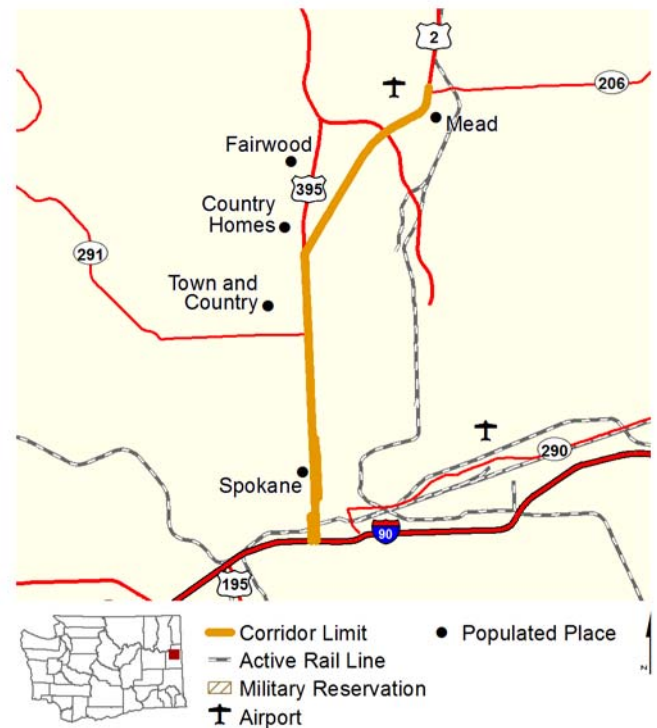 2
206
Mead
Fairwood
395
Country
Homes
291
Town and
Country
290
Spokane
90
195
Corridor Limit
Populated Place
Active Rail Line
Military Reservation
N
Airport